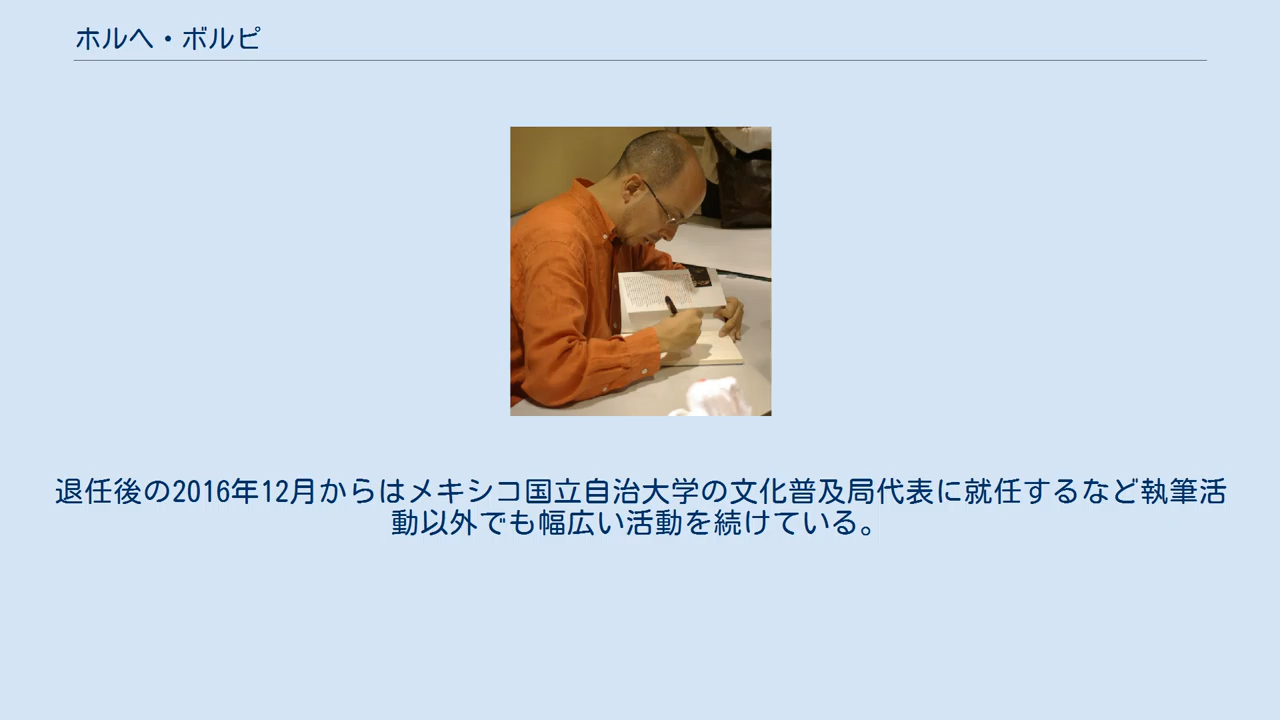 ホルヘ・ボルピ
退任後の2016年12月からはメキシコ国立自治大学の文化普及局代表に就任するなど執筆活
動以外でも幅広い活動を続けている。